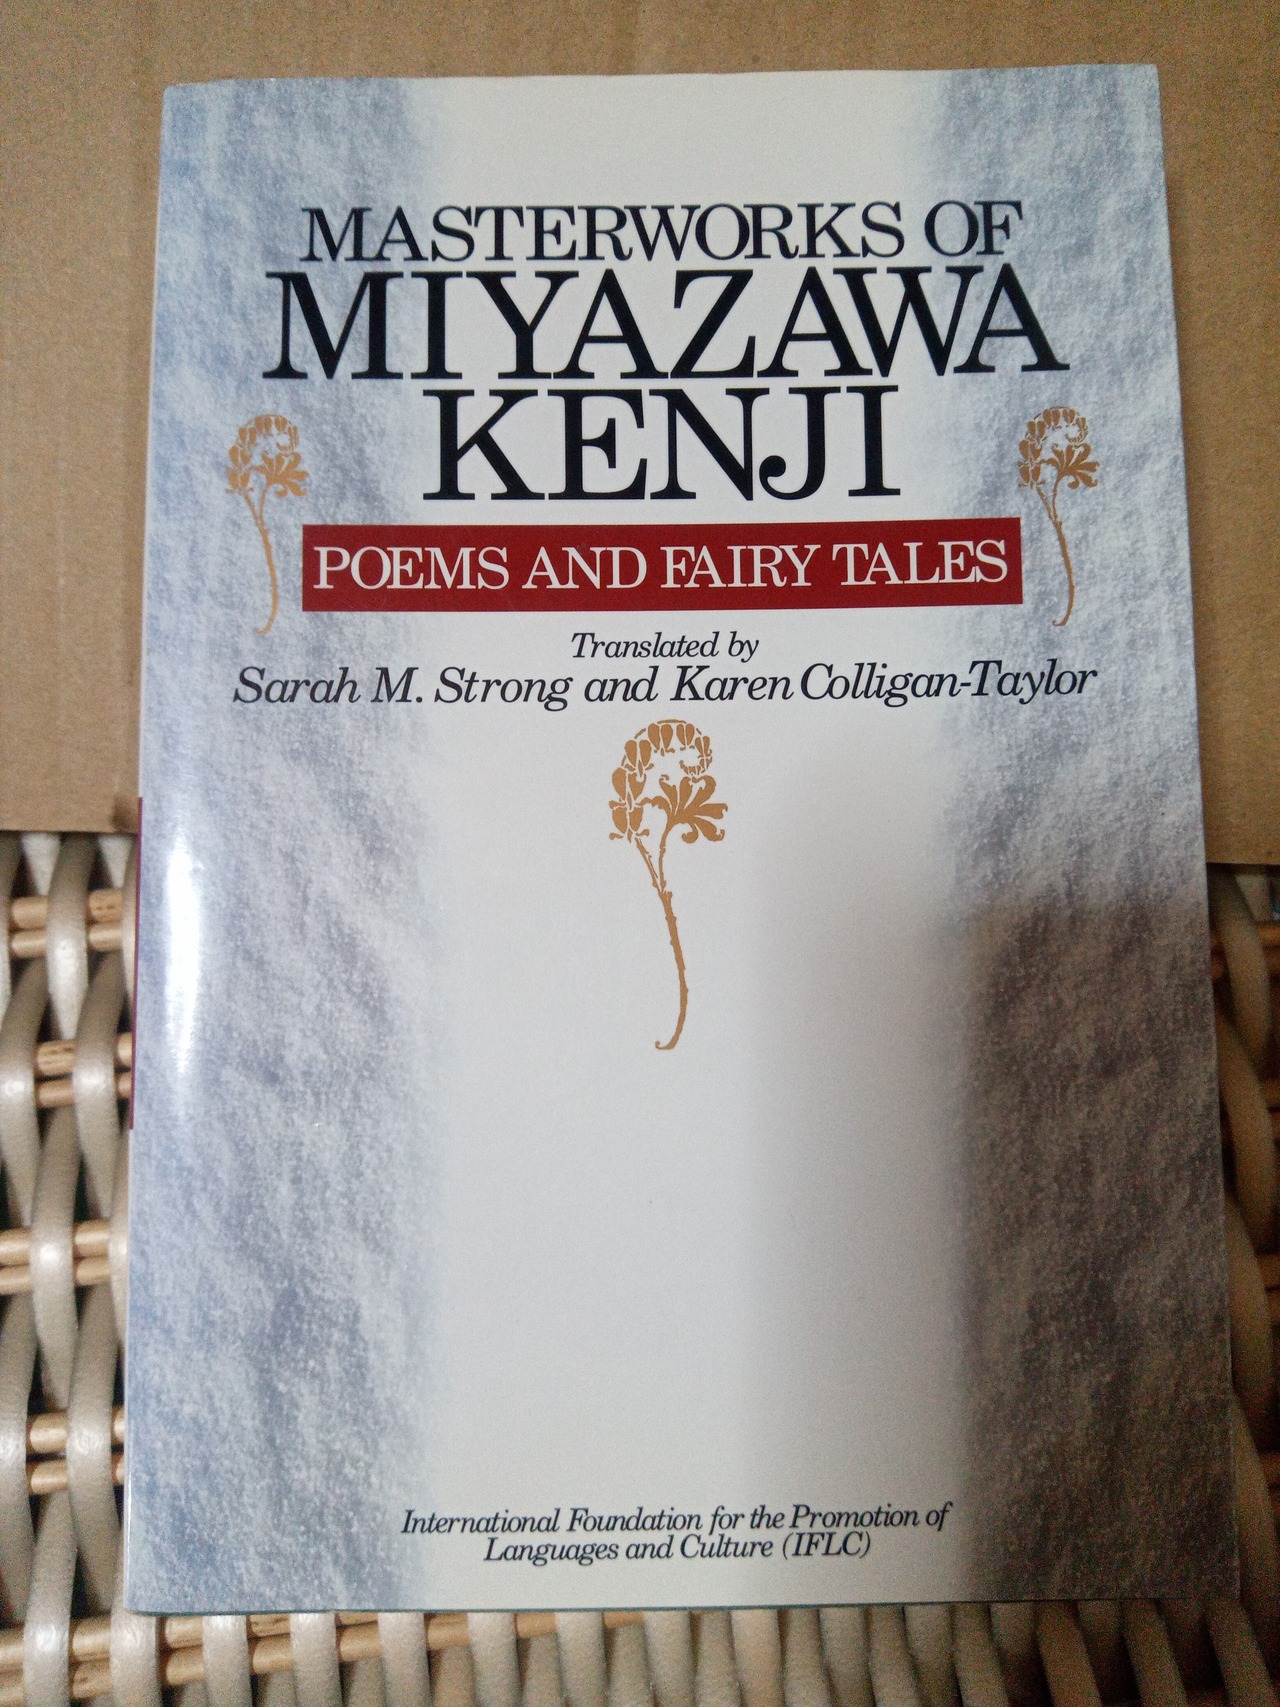 MASTERWORKS OF
MIYAZAWA
KENJI
POEMS AND FAIRY TALES
Translated by
Sarah M. Strong and Karen Colligan-Taylor
International Foundation for the Promotion of
Languages and Culture (IFLC)